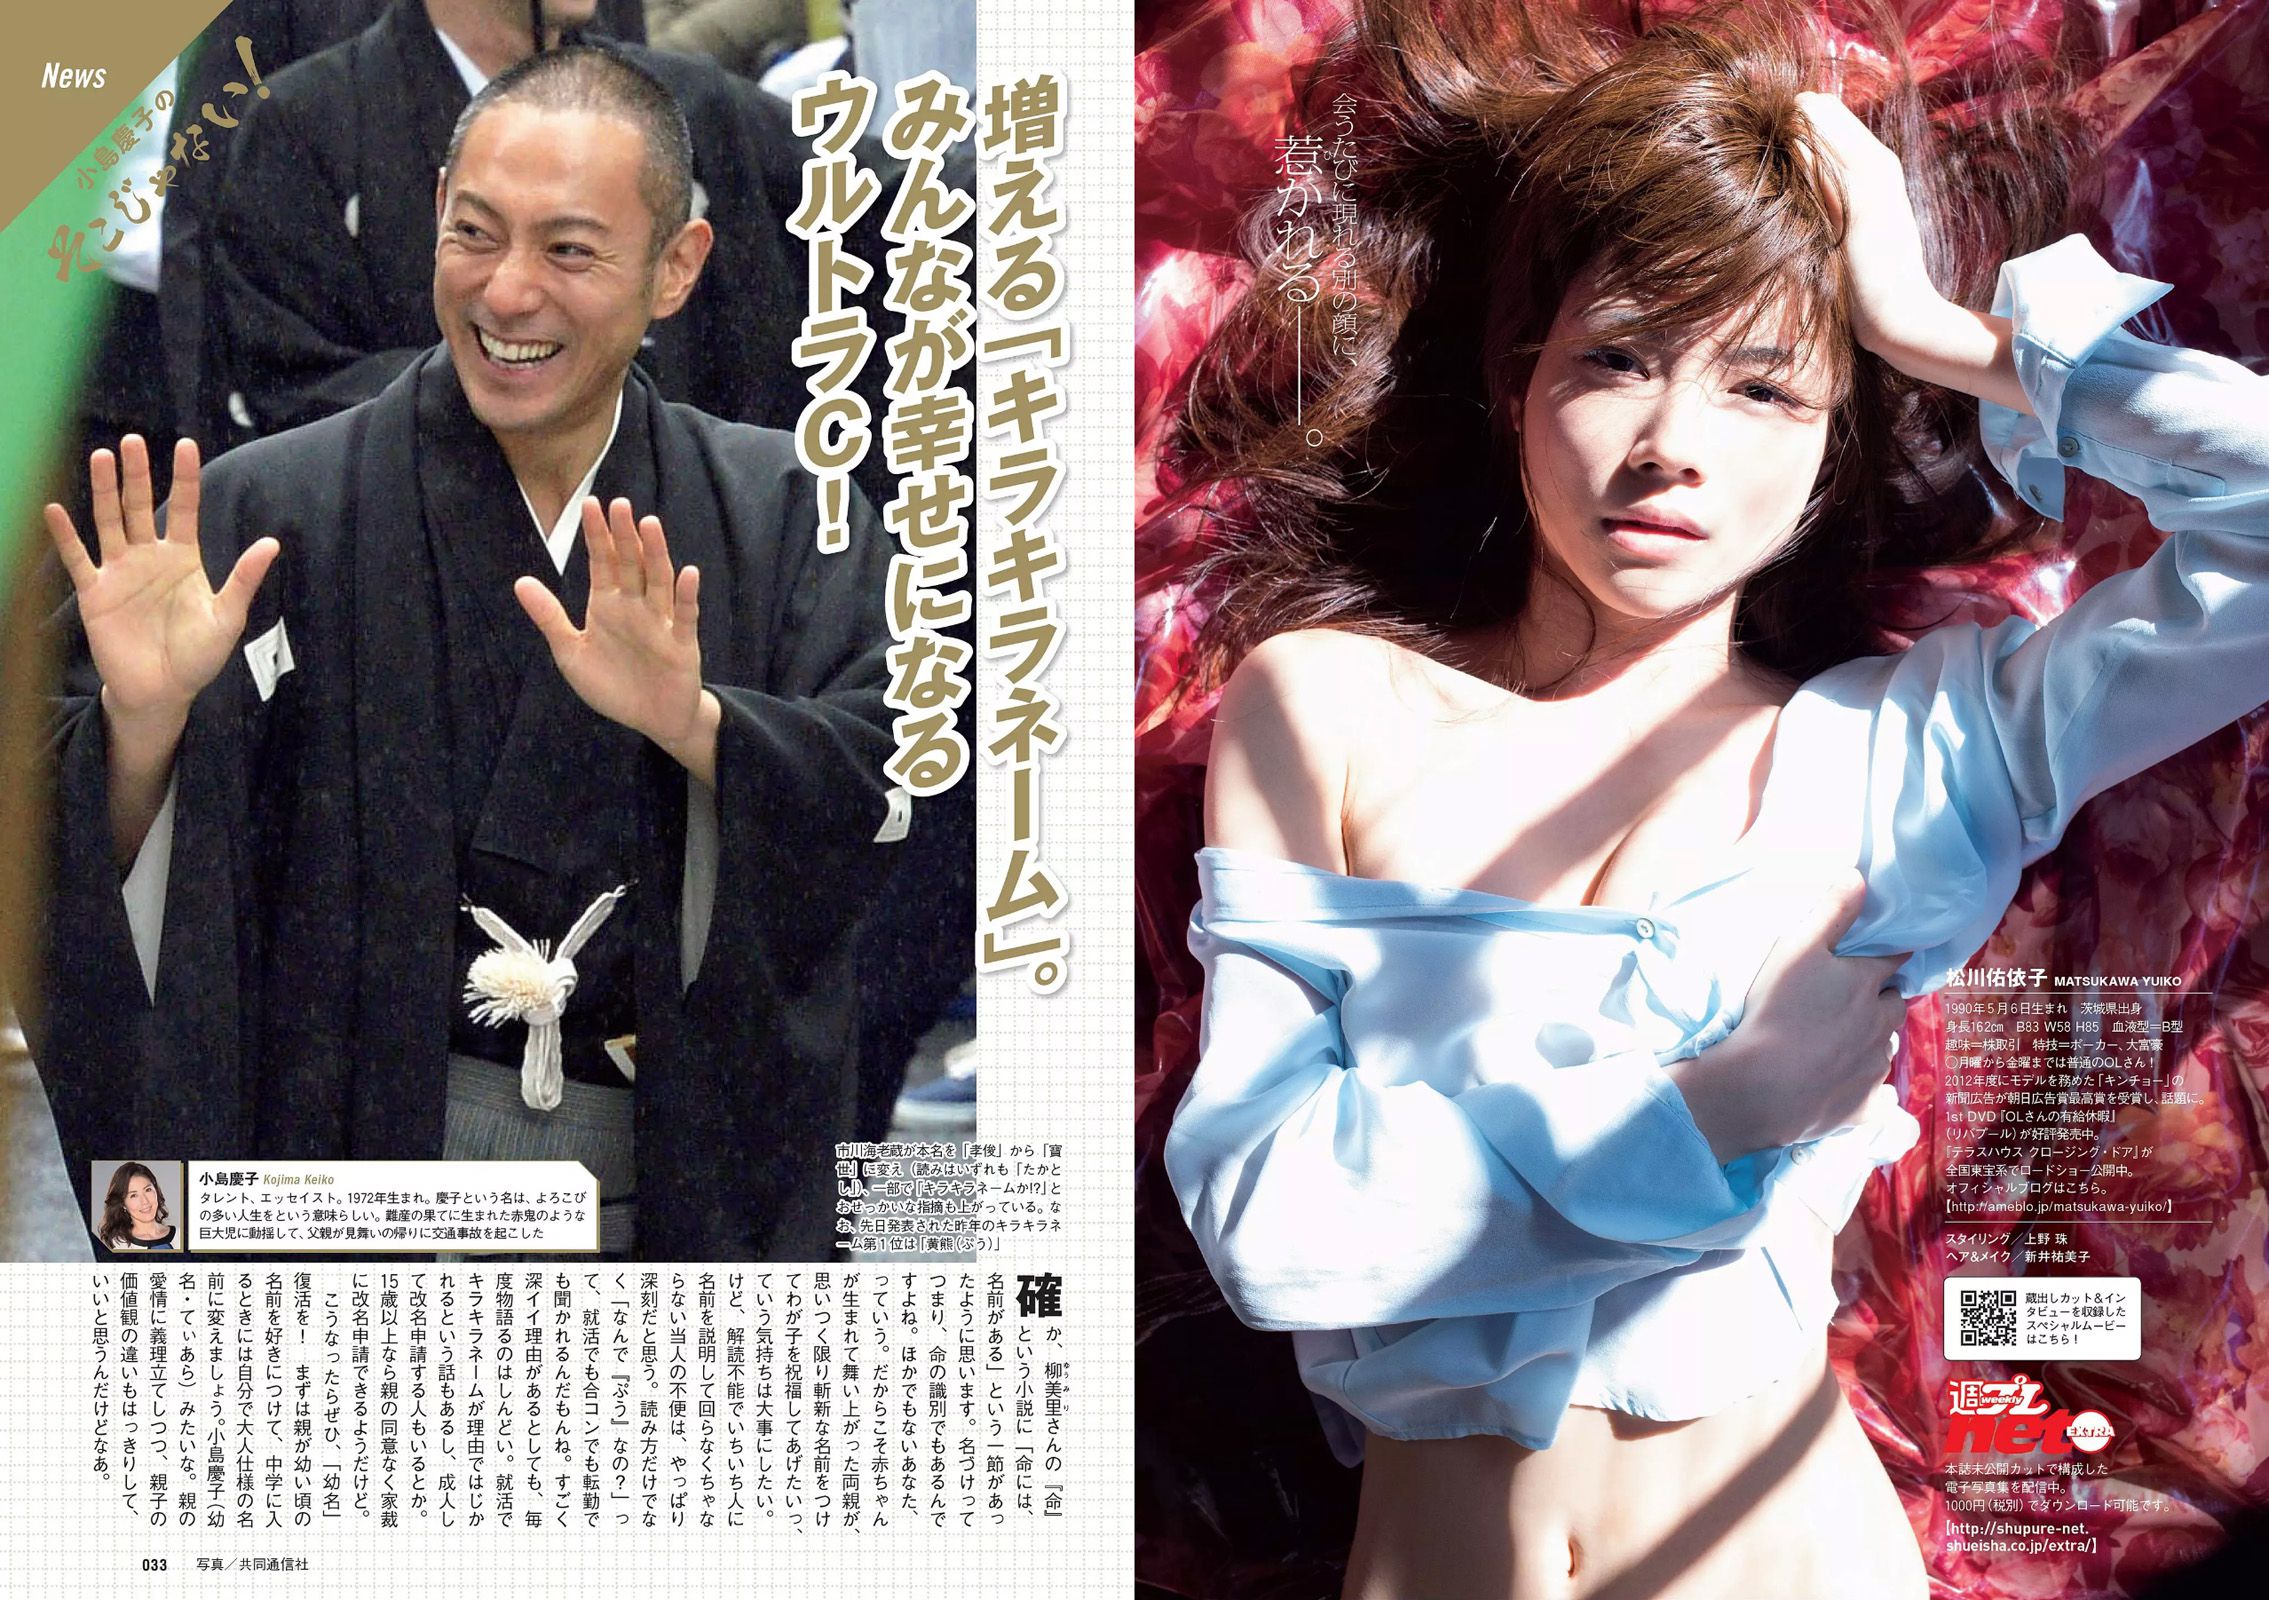 News
小島慶子の
そこじゃない!
増える「キラキラネーム」。
みんなが幸せになる
ウルトラC!
市川海老蔵が本名を「孝俊」から「寶
世」に変え(読みはいずれも「たかと
し」)、一部で「キラキラネームか!?」と
おせっかいな指摘も上がっている。な
お、先日発表された昨年のキラキラネ
ーム第1位は「黄熊(ぷう)」
小島慶子 Kojima Keiko
タレント、エッセイスト。1972年生まれ。慶子という名は、よろこび
の多い人生をという意味らしい。難産の果てに生まれた赤鬼のような
巨大児に動揺して、父親が見舞いの帰りに交通事故を起こした
確か、柳美里さんの『命』
ゆうみり
という小説に「命には、
名前がある」という一節があっ
たように思います。名づけって
つまり、命の識別でもあるんで
すよね。ほかでもないあなた、
っていう。だからこそ赤ちゃん
が生まれて舞い上がった両親が、
思いつく限り斬新な名前をつけ
てわが子を祝福してあげたいっ、
ていう気持ちは大事にしたい。
けど、解読不能でいちいち人に
名前を説明して回らなくちゃな
らない当人の不便は、やっぱり
深刻だと思う。読み方だけでな
く「なんで『ぷう』なの?」っ
て、就活でも合コンでも転勤で
も聞かれるんだもんね。すごく
深イイ理由があるとしても、毎
度物語るのはしんどい。就活で
キラキラネームが理由ではじか
れるという話もあるし、成人し
て改名申請する人もいるとか。
15歳以上なら親の同意なく家裁
に改名申請できるようだけど。
こうなったらぜひ、「幼名」
復活を! まずは親が幼い頃の
名前を好きにつけて、中学に入
るときには自分で大人仕様の名
前に変えましょう。小島慶子(幼
名・てぃあら)みたいな。親の
愛情に義理立てしつつ、親子の
価値観の違いもはっきりして、
いいと思うんだけどなあ。
033 写真/共同通信社
会うたびに現れる別の顔に、
惹かれる――。
ひ
松川佑依子 MATSUKAWA YUIKO
1990年5月6日生まれ 茨城県出身
身長162㎝ B83 W58 H85 血液型=B型
趣味=株取引 特技=ポーカー、大富豪
○月曜から金曜までは普通のOLさん!
2012年度にモデルを務めた「キンチョー」の
新聞広告が朝日広告賞最高賞を受賞し、話題に。
1st DVD『OLさんの有給休暇』
(リバプール)が好評発売中。
『テラスハウス クロージング・ドア』が
全国東宝系でロードショー公開中。
オフィシャルブログはこちら。
【http://ameblo.jp/matsukawa-yuiko/】
スタイリング/上野 珠
ヘア&メイク/新井祐美子
蔵出しカット&イン
タビューを収録した
スペシャルムービー
はこちら!
週プレ
weekly
net EXTRA
本誌未公開カットで構成した
電子写真集を配信中。
1000円(税別)でダウンロード可能です。
【http://shupure-net.
shueisha.co.jp/extra/】